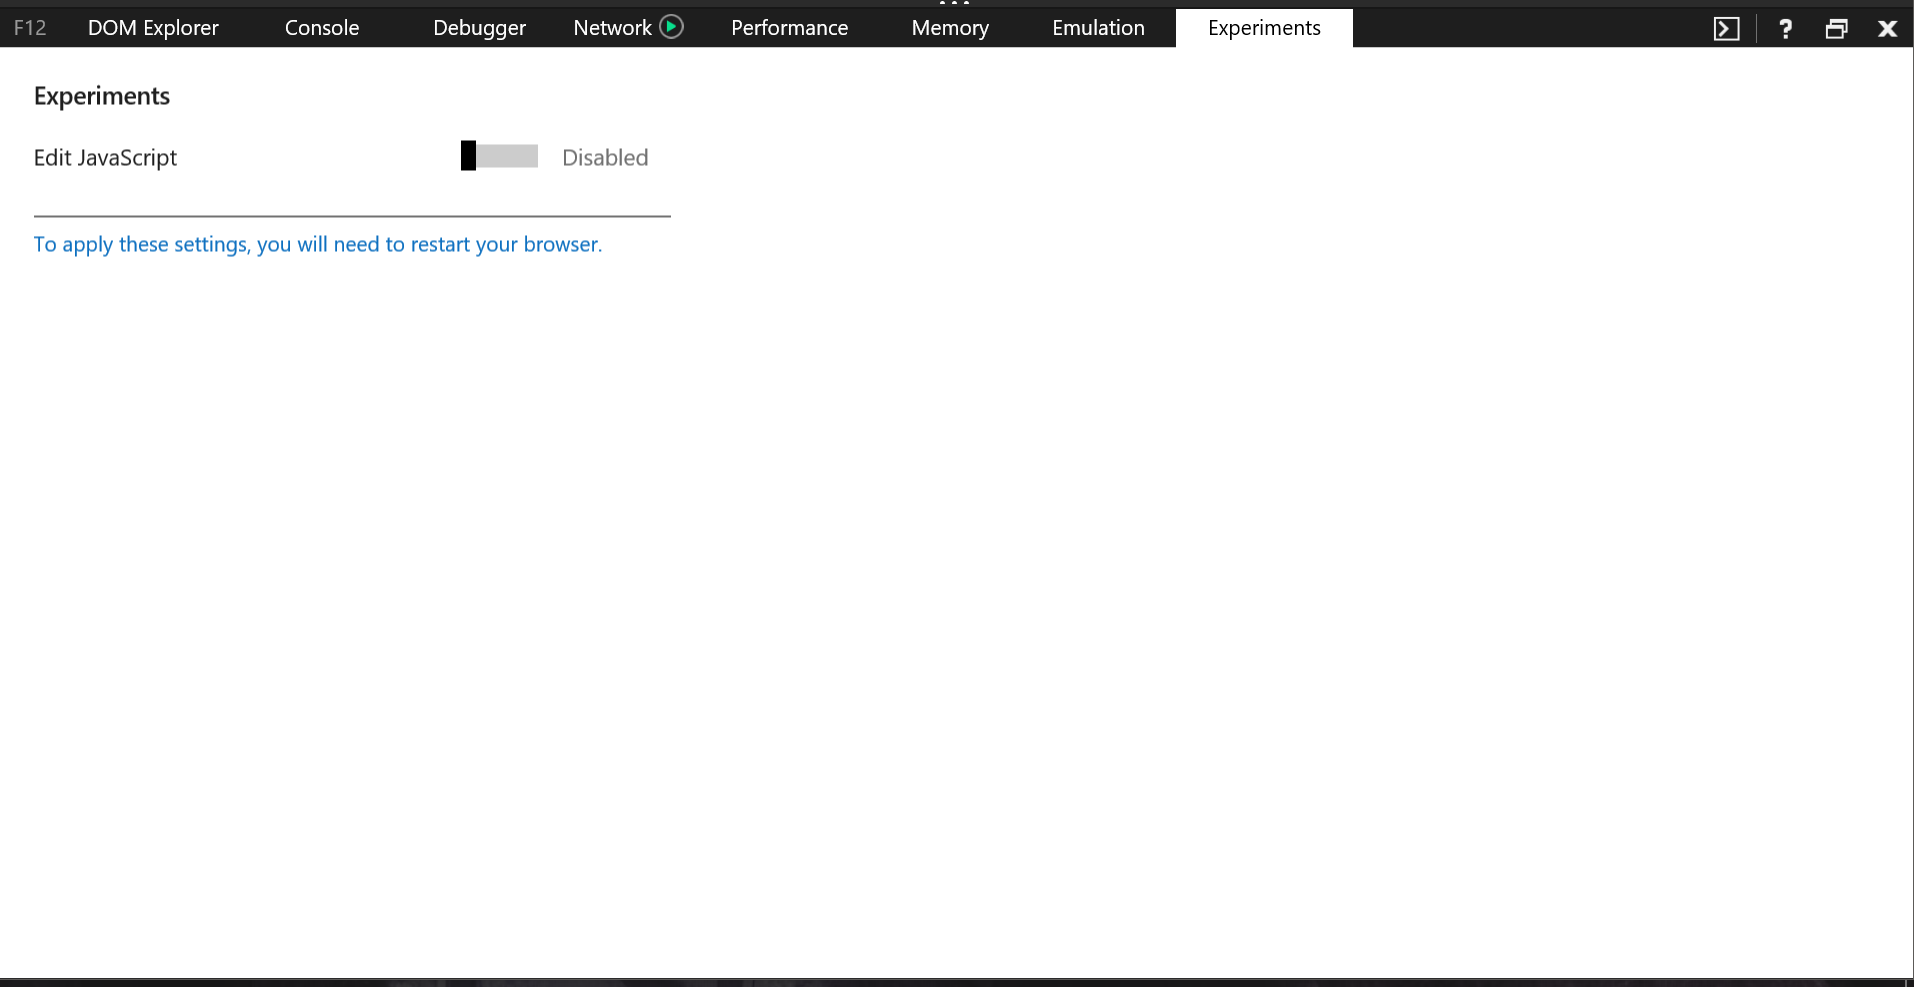 F12 DOM Explorer Console Debugger Network Performance Memory Emulation Experiments ?
Experiments
Edit JavaScript Disabled
To apply these settings, you will need to restart your browser.